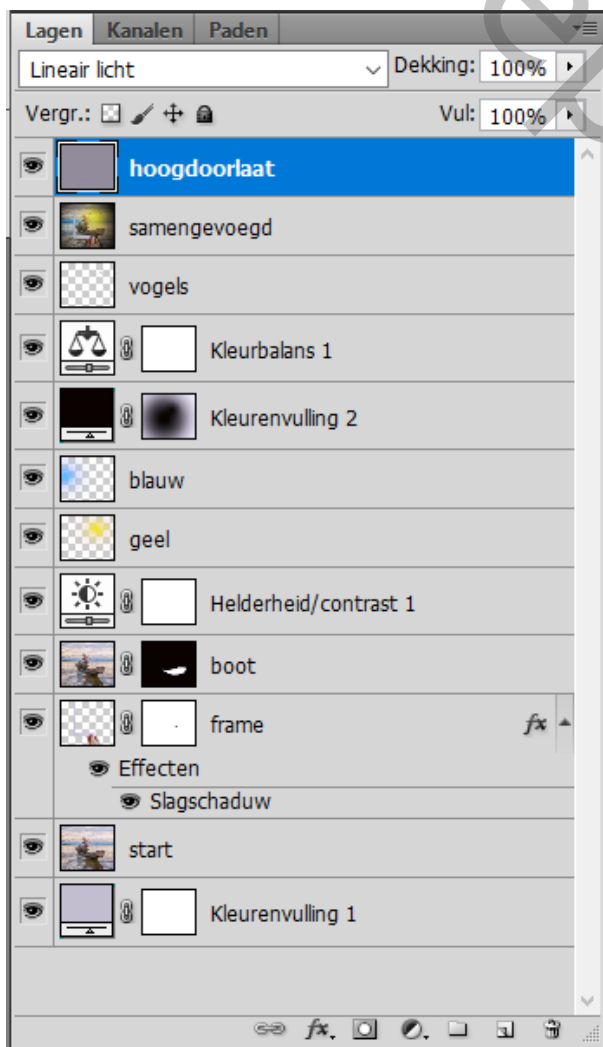 Lagen Kanalen Paden
Lineair licht Dekking: 100%
Vergr.: Vul: 100%
hoogdoorlaat
samengevoegd
vogels
Kleurbalans 1
Kleurenvulling 2
blauw
geel
Helderheid/contrast 1
boot
frame fx
Effecten
Slagschaduw
start
Kleurenvulling 1
fx.